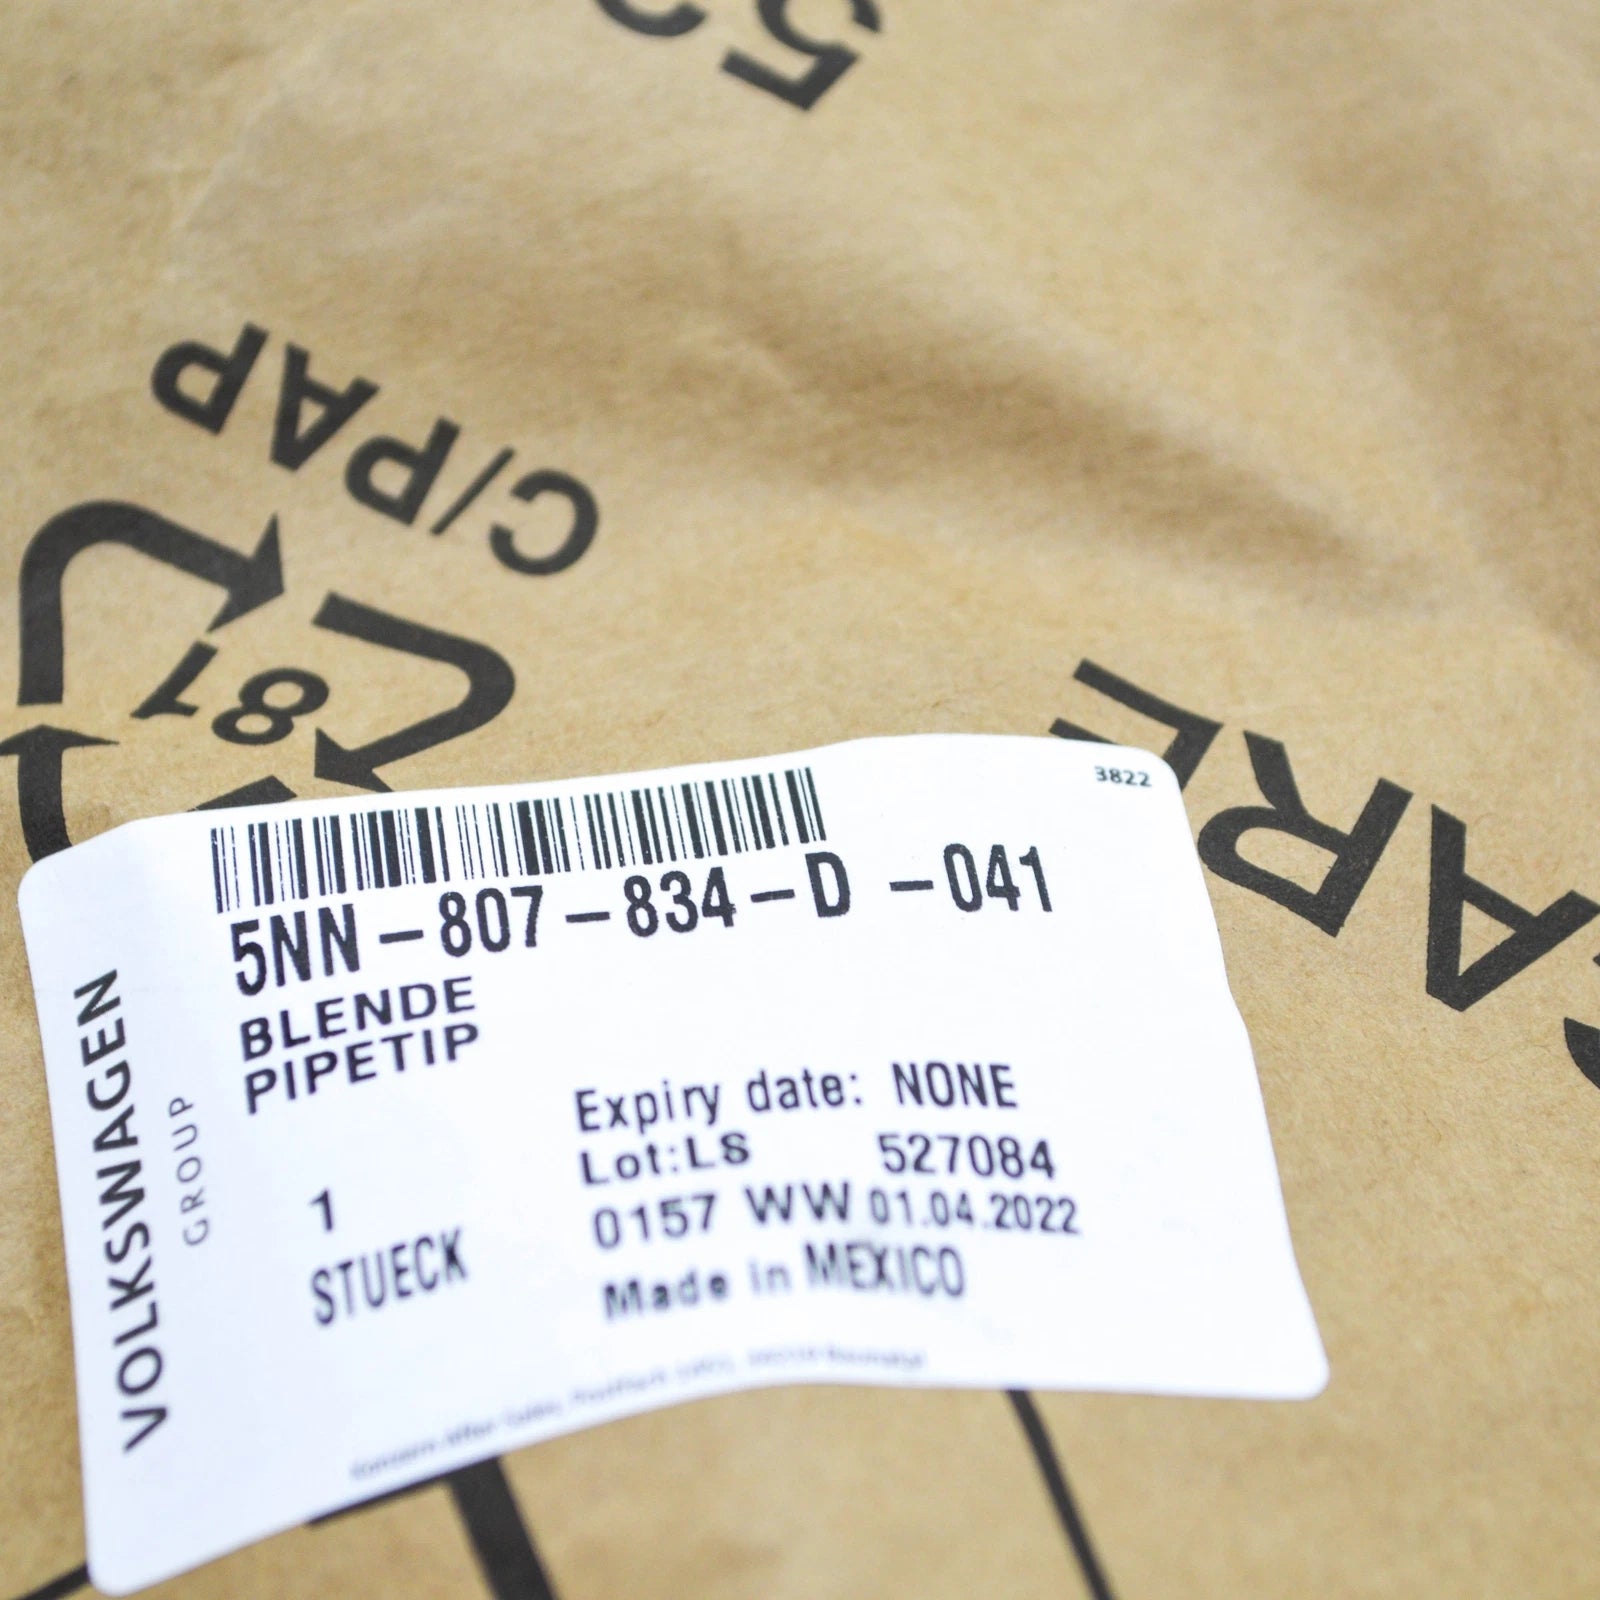 5
C/PAP
81
3822
5NN-807-834-D -041
BLENDE
PIPETIP
Expiry date: NONE
Lot:LS 527084
1
0157 WW 01.04.2022
STUECK
Made in MEXICO
VOLKSWAGEN
GROUP